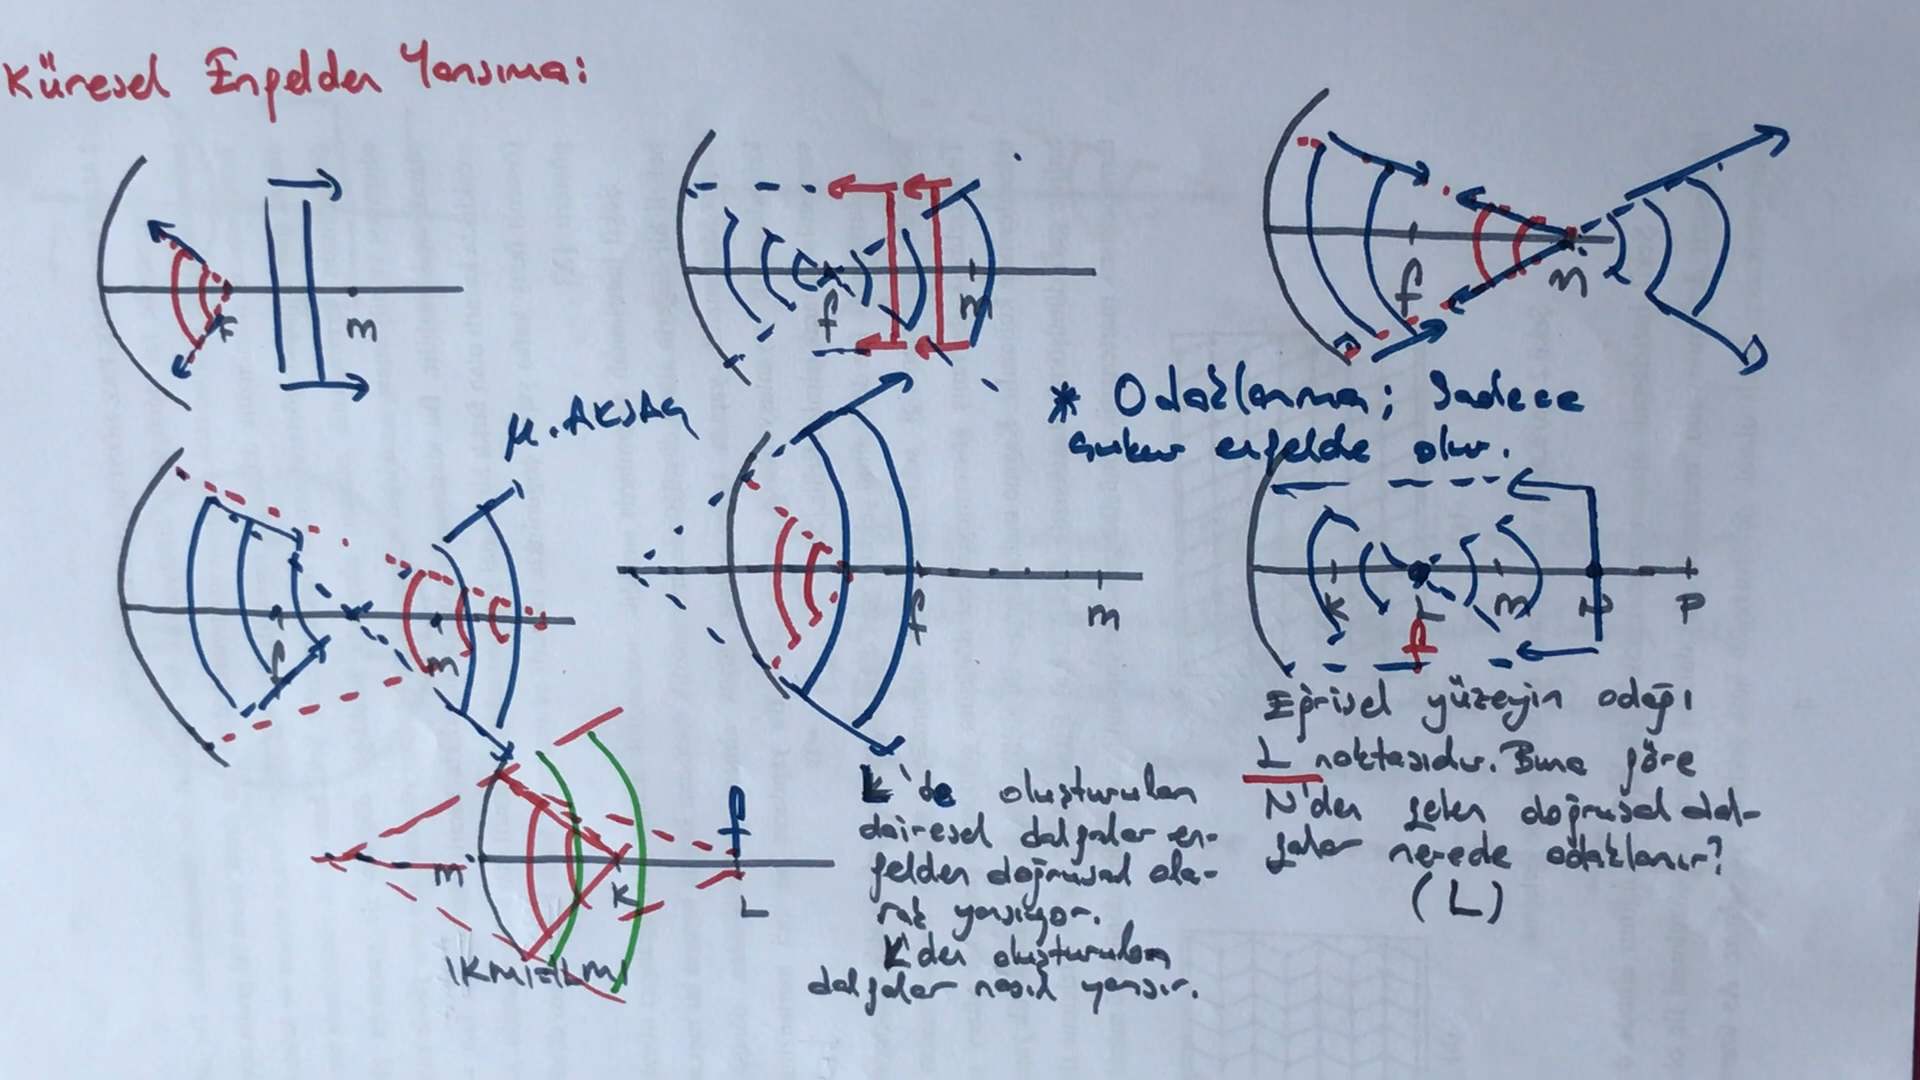 Küresel Engelden Yansıma:
F
m
f
m
f
m
M. AKSAQ
* Odaklanma; Sadece
çukur engelde olur.
f
m
f
m
K
L
m
N
P
f
Eğrisel yüzeyin odağı
L noktasıdır. Buna göre
N'den gelen doğrusal dal-
galar nerede odaklanır?
(L)
f
m
K
L
|KM|=|LM|
L'de oluşturulan
dairesel dalgalar en-
gelden doğrusal ola-
rak yansıyor.
K'den oluşturulan
dalgalar nasıl yansır.